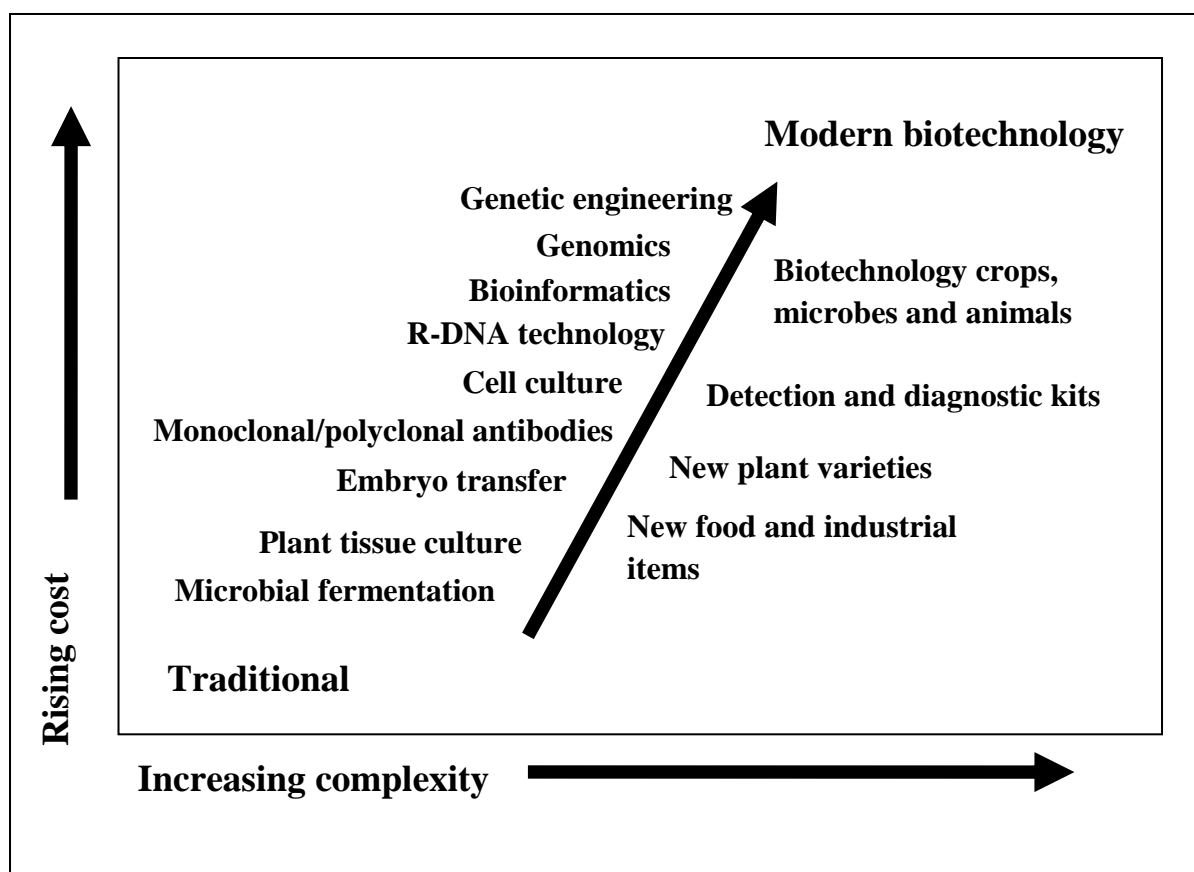 Modern biotechnology
Genetic engineering
Genomics
Bioinformatics
R-DNA technology
Cell culture
Monoclonal/polyclonal antibodies
Embryo transfer
Plant tissue culture
Microbial fermentation
Traditional
Biotechnology crops,
microbes and animals
Detection and diagnostic kits
New plant varieties
New food and industrial
items
Rising cost
Increasing complexity